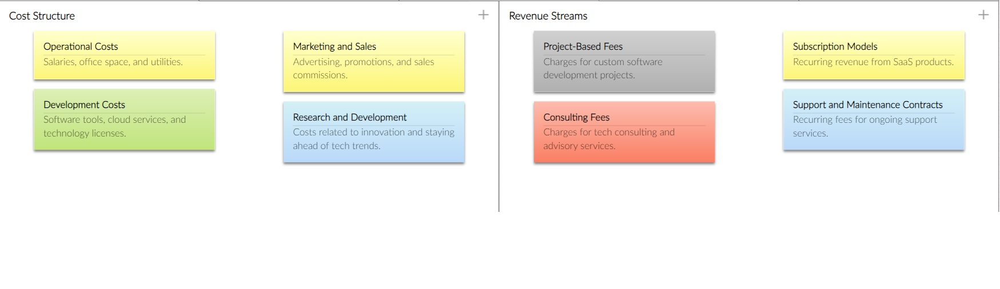 Cost Structure
Operational Costs
Salaries, office space, and utilities.
Development Costs
Software tools, cloud services, and
technology licenses.
Marketing and Sales
Advertising, promotions, and sales
commissions.
Research and Development
Costs related to innovation and staying
ahead of tech trends.
Revenue Streams
Project-Based Fees
Charges for custom software
development projects.
Consulting Fees
Charges for tech consulting and
advisory services.
Subscription Models
Recurring revenue from SaaS products.
Support and Maintenance Contracts
Recurring fees for ongoing support
services.